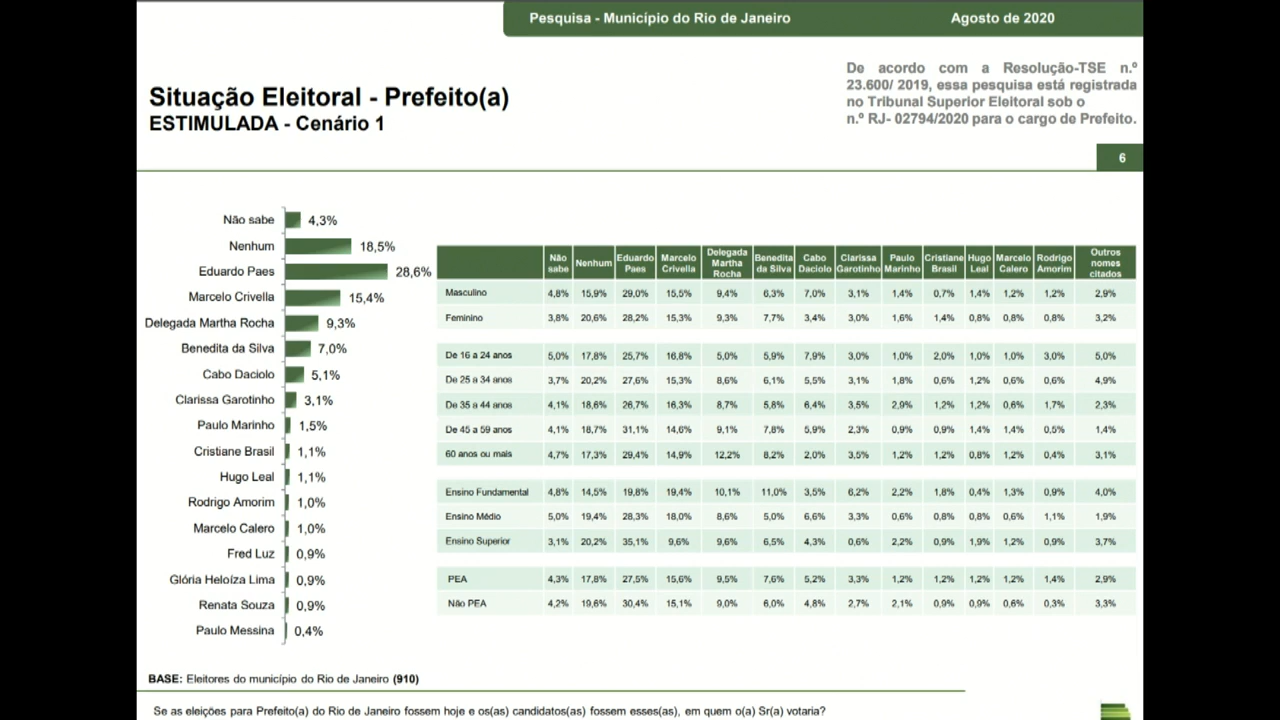 Pesquisa - Município do Rio de Janeiro Agosto de 2020
De acordo com a Resolução-TSE n.º
23.600/ 2019, essa pesquisa está registrada
no Tribunal Superior Eleitoral sob o
n.º RJ- 02794/2020 para o cargo de Prefeito.
Situação Eleitoral - Prefeito(a)
ESTIMULADA - Cenário 1
6
Não sabe 4,3%
Nenhum 18,5%
Eduardo Paes 28,6%
Marcelo Crivella 15,4%
Delegada Martha Rocha 9,3%
Benedita da Silva 7,0%
Cabo Daciolo 5,1%
Clarissa Garotinho 3,1%
Paulo Marinho 1,5%
Cristiane Brasil 1,1%
Hugo Leal 1,1%
Rodrigo Amorim 1,0%
Marcelo Calero 1,0%
Fred Luz 0,9%
Glória Heloíza Lima 0,9%
Renata Souza 0,9%
Paulo Messina 0,4%
Não sabe Nenhum Eduardo Paes Marcelo Crivella Delegada Martha Rocha Benedita da Silva Cabo Daciolo Clarissa Garotinho Paulo Marinho Cristiane Brasil Hugo Leal Marcelo Calero Rodrigo Amorim Outros nomes citados
Masculino 4,8% 15,9% 29,0% 15,5% 9,4% 6,3% 7,0% 3,1% 1,4% 0,7% 1,4% 1,2% 1,2% 2,9%
Feminino 3,8% 20,6% 28,2% 15,3% 9,3% 7,7% 3,4% 3,0% 1,6% 1,4% 0,8% 0,8% 0,8% 3,2%
De 16 a 24 anos 5,0% 17,8% 25,7% 16,8% 5,0% 5,9% 7,9% 3,0% 1,0% 2,0% 1,0% 1,0% 3,0% 5,0%
De 25 a 34 anos 3,7% 20,2% 27,6% 15,3% 8,6% 6,1% 5,5% 3,1% 1,8% 0,6% 1,2% 0,6% 0,6% 4,9%
De 35 a 44 anos 4,1% 18,6% 26,7% 16,3% 8,7% 5,8% 6,4% 3,5% 2,9% 1,2% 1,2% 0,6% 1,7% 2,3%
De 45 a 59 anos 4,1% 18,7% 31,1% 14,6% 9,1% 7,8% 5,9% 2,3% 0,9% 0,9% 1,4% 1,4% 0,5% 1,4%
60 anos ou mais 4,7% 17,3% 29,4% 14,9% 12,2% 8,2% 2,0% 3,5% 1,2% 1,2% 0,8% 1,2% 0,4% 3,1%
Ensino Fundamental 4,8% 14,5% 19,8% 19,4% 10,1% 11,0% 3,5% 6,2% 2,2% 1,8% 0,4% 1,3% 0,9% 4,0%
Ensino Médio 5,0% 19,4% 28,3% 18,0% 8,6% 5,0% 6,6% 3,3% 0,6% 0,8% 0,8% 0,6% 1,1% 1,9%
Ensino Superior 3,1% 20,2% 35,1% 9,6% 9,6% 6,5% 4,3% 0,6% 2,2% 0,9% 1,9% 1,2% 0,9% 3,7%
PEA 4,3% 17,8% 27,5% 15,6% 9,5% 7,6% 5,2% 3,3% 1,2% 1,2% 1,2% 1,2% 1,4% 2,9%
Não PEA 4,2% 19,6% 30,4% 15,1% 9,0% 6,0% 4,8% 2,7% 2,1% 0,9% 0,9% 0,6% 0,3% 3,3%
BASE: Eleitores do município do Rio de Janeiro (910)
Se as eleições para Prefeito(a) do Rio de Janeiro fossem hoje e os(as) candidatos(as) fossem esses(as), em quem o(a) Sr(a) votaria?